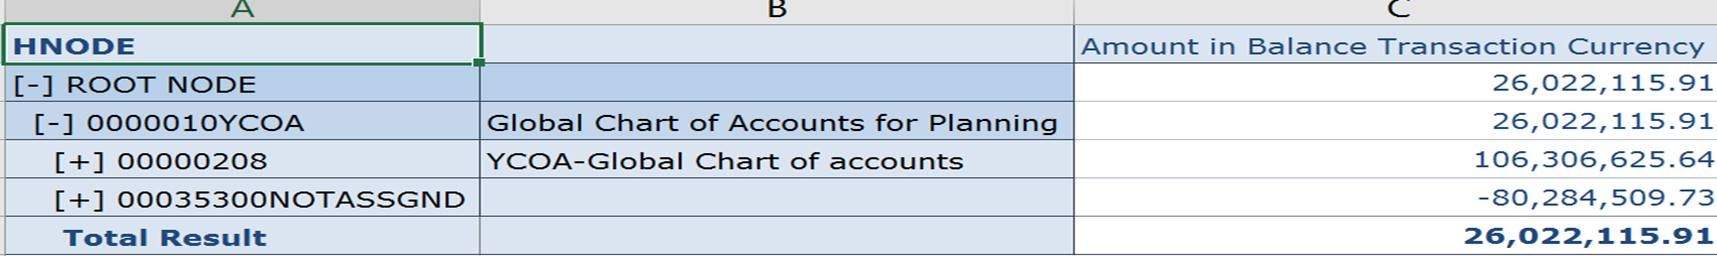 A B C
HNODE Amount in Balance Transaction Currency
[-] ROOT NODE 26,022,115.91
[-] 0000010YCOA Global Chart of Accounts for Planning 26,022,115.91
[+] 00000208 YCOA-Global Chart of accounts 106,306,625.64
[+] 00035300NOTASSGND -80,284,509.73
Total Result 26,022,115.91